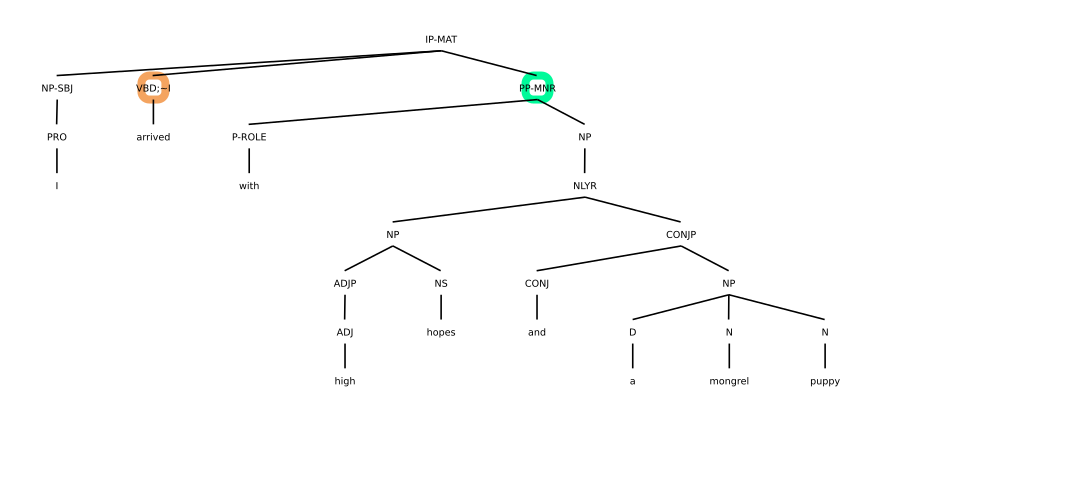 IP-MAT
NP-SBJ VBD;~I PP-MNR
PRO arrived P-ROLE NP
I with NLYR
NP CONJP
ADJP NS CONJ NP
ADJ hopes and D N N
high a mongrel puppy